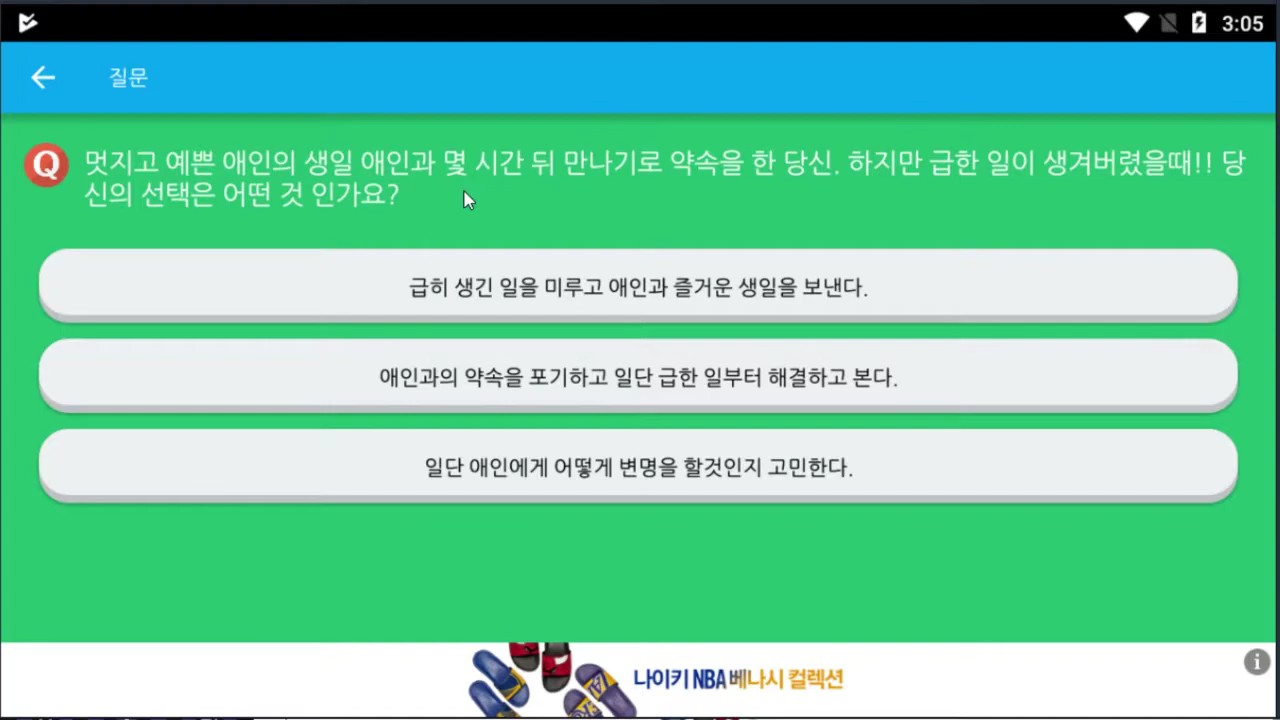 3:05
질문
Q
멋지고 예쁜 애인의 생일 애인과 몇 시간 뒤 만나기로 약속을 한 당신. 하지만 급한 일이 생겨버렸을때!! 당
신의 선택은 어떤 것 인가요?
급히 생긴 일을 미루고 애인과 즐거운 생일을 보낸다.
애인과의 약속을 포기하고 일단 급한 일부터 해결하고 본다.
일단 애인에게 어떻게 변명을 할것인지 고민한다.
나이키 NBA 베나시 컬렉션